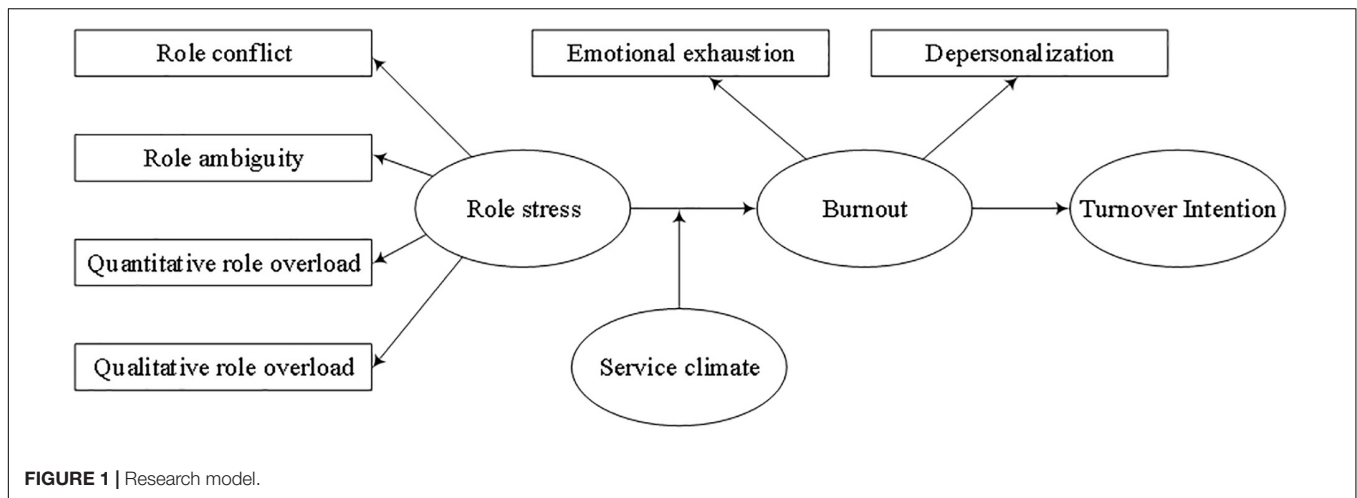 Role conflict
Emotional exhaustion
Depersonalization
Role ambiguity
Role stress
Burnout
Turnover Intention
Quantitative role overload
Qualitative role overload
Service climate
FIGURE 1 | Research model.